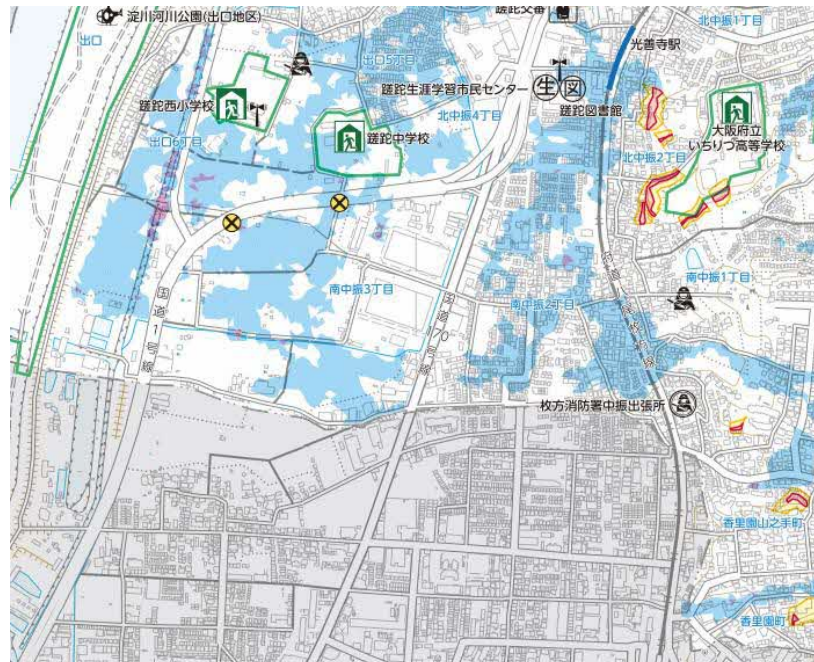 淀川河川公園(出口地区)
蹉跎交番
北中振1丁目
光善寺駅
出口
出口5丁目
蹉跎生涯学習市民センター
生
図
蹉跎西小学校
蹉跎図書館
大阪府立
いちりつ高等学校
北中振4丁目
蹉跎中学校
出口6丁目
北中振2丁目
南中振1丁目
南中振3丁目
南中振2丁目
国道1号線
国道170号線
枚方消防署中振出張所
香里園山之手町
香里園町